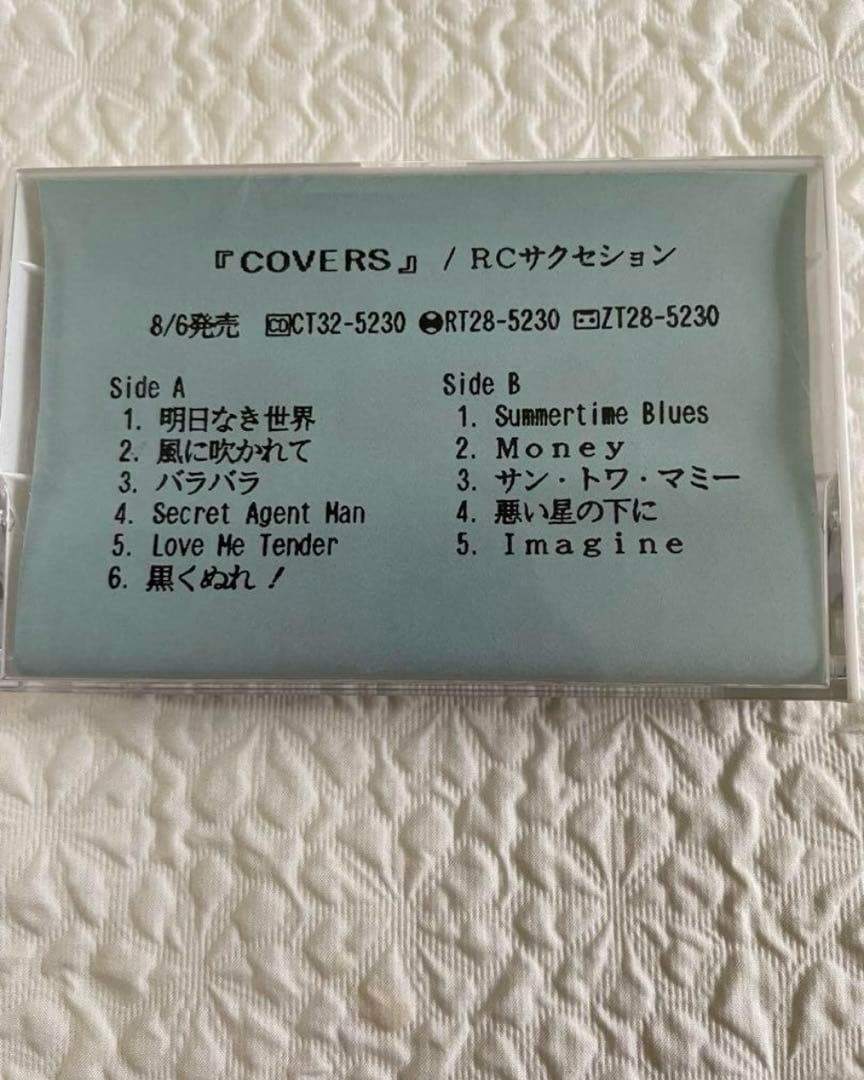 『COVERS』 / RCサクセション
8/6発売 CD CT32-5230 RT28-5230 ZT28-5230
Side A
1. 明日なき世界
2. 風に吹かれて
3. バラバラ
4. Secret Agent Man
5. Love Me Tender
6. 黒くぬれ!
Side B
1. Summertime Blues
2. Money
3. サン・トワ・マミー
4. 悪い星の下に
5. Imagine